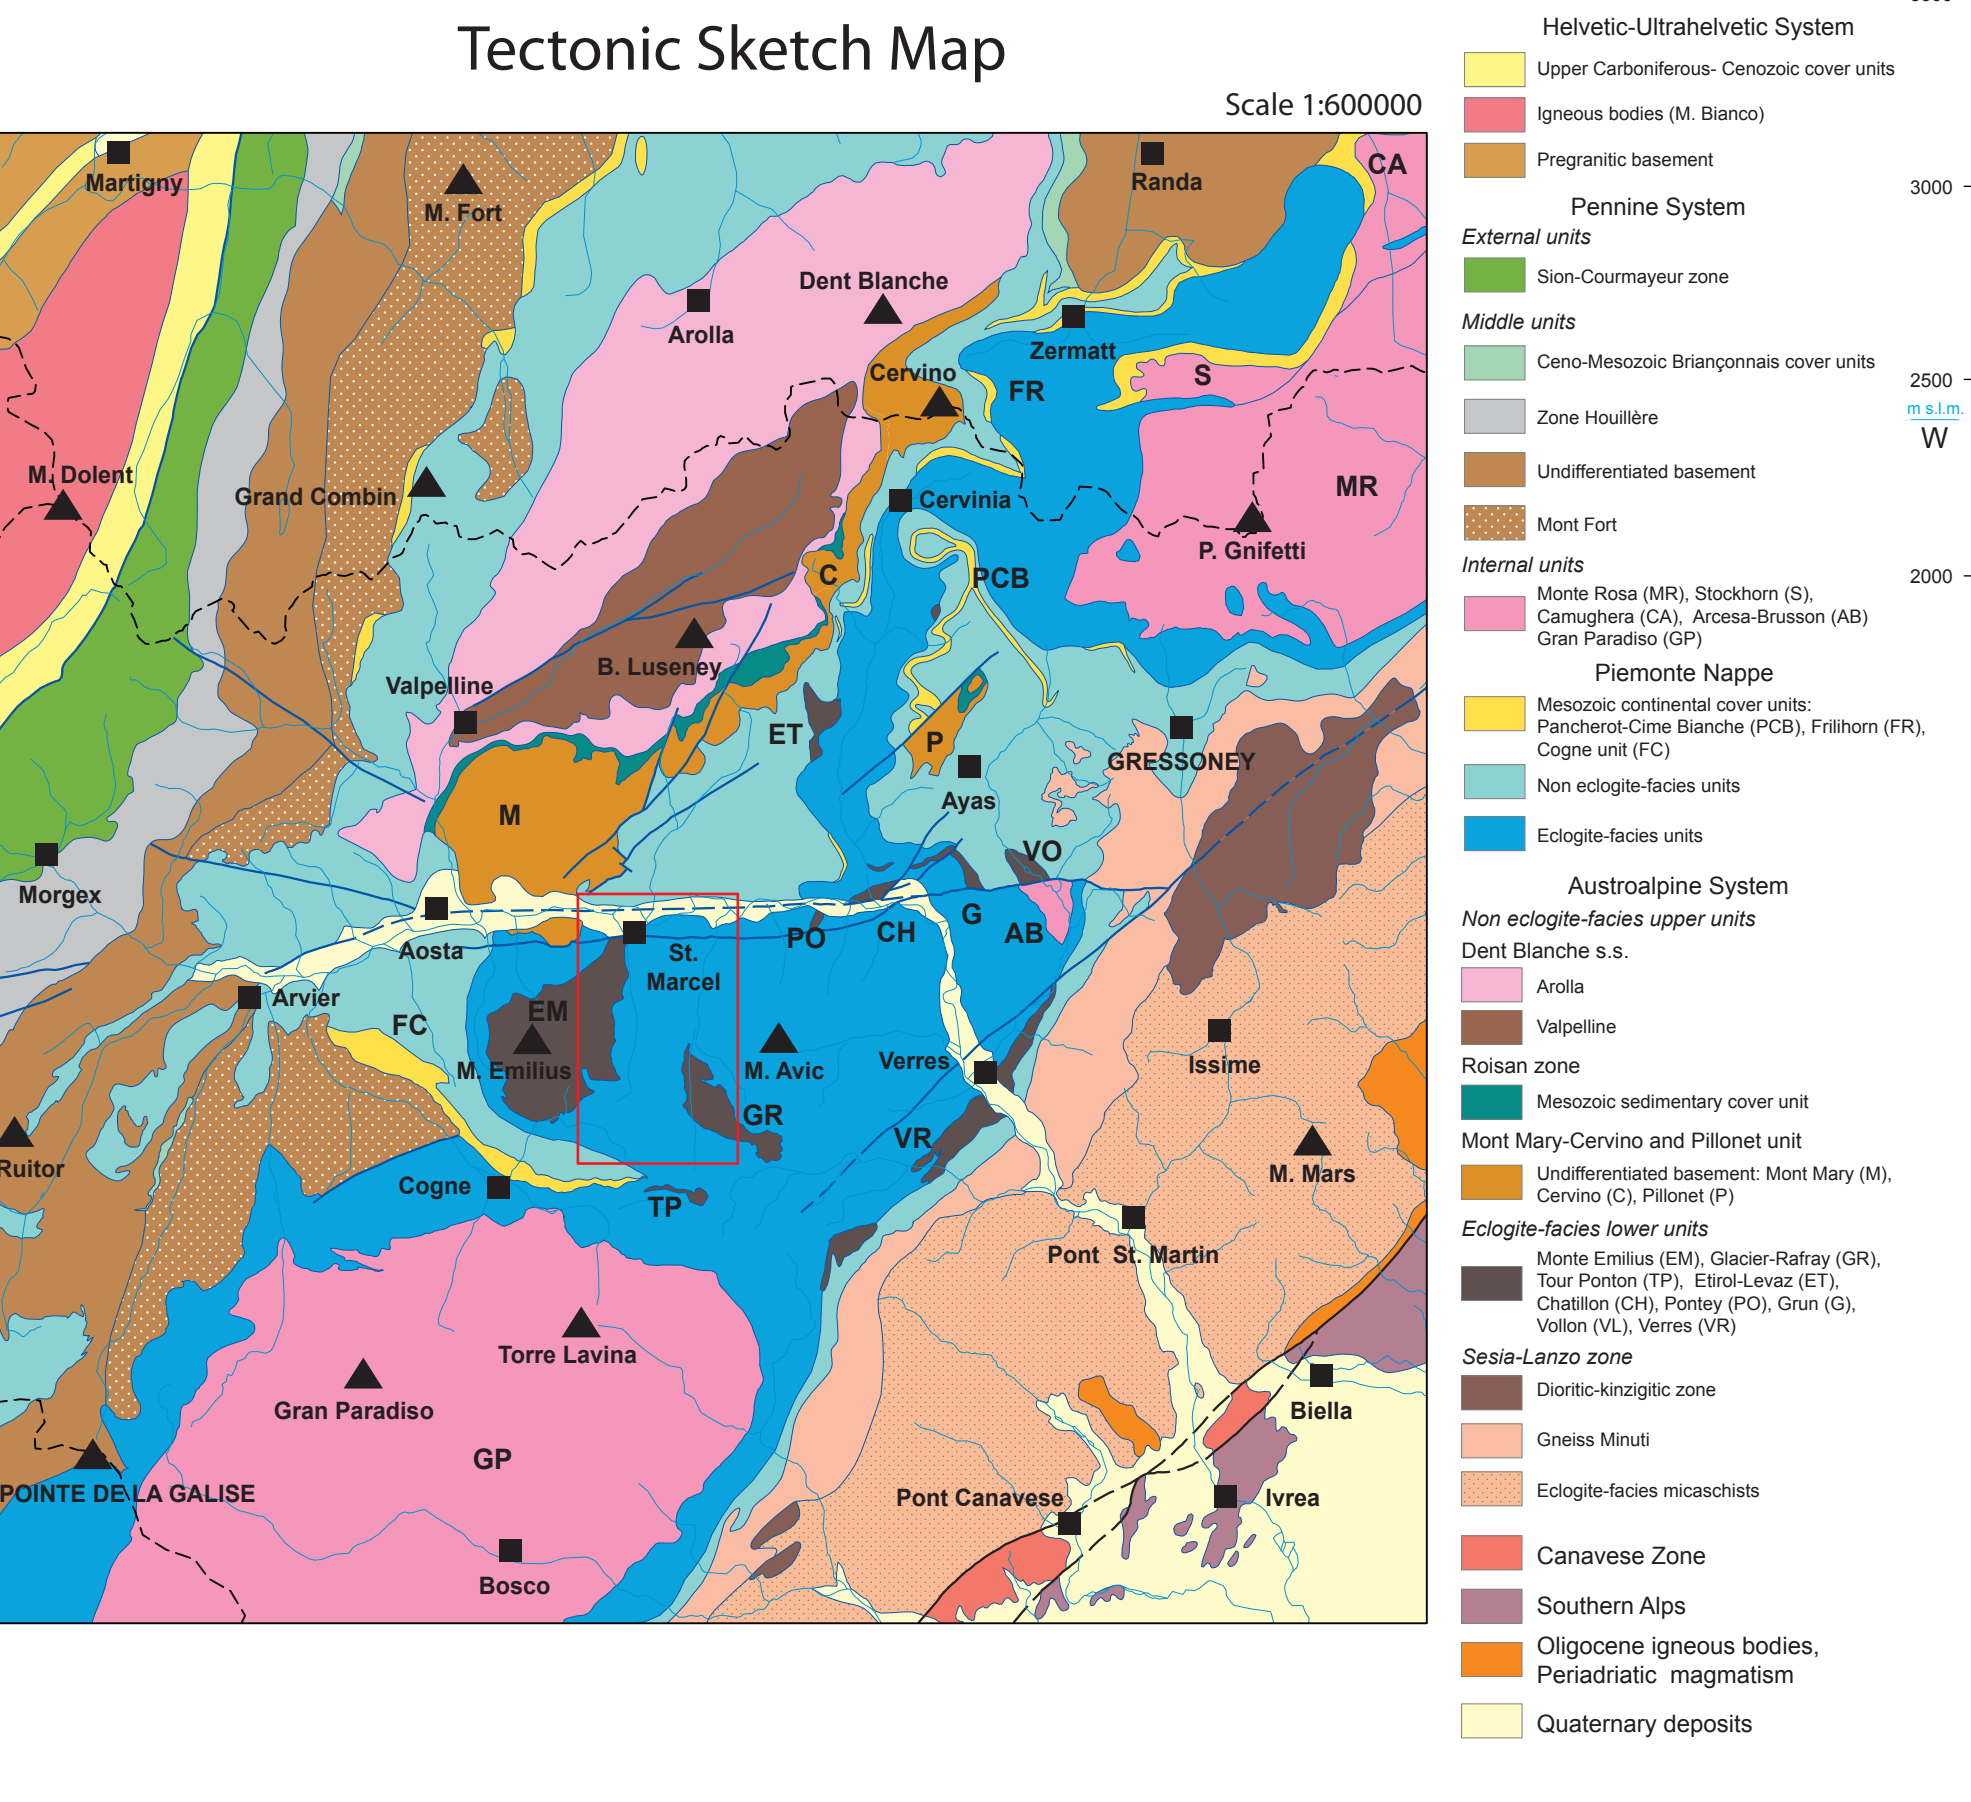 Tectonic Sketch Map
Scale 1:600000
Martigny
M. Fort
Randa
CA
Dent Blanche
Arolla
Zermatt
Cervino
FR
S
M. Dolent
Grand Combin
Cervinia
MR
P. Gnifetti
C
PCB
B. Luseney
Valpelline
ET
P
GRESSONEY
Ayas
M
VO
Morgex
Aosta
St.
Marcel
PO
CH
G
AB
Arvier
FC
EM
M. Emilius
M. Avic
Verres
Issime
GR
VR
Ruitor
M. Mars
Cogne
TP
Pont St. Martin
Torre Lavina
Gran Paradiso
Biella
GP
POINTE DE LA GALISE
Pont Canavese
Ivrea
Bosco
Helvetic-Ultrahelvetic System
Upper Carboniferous- Cenozoic cover units
Igneous bodies (M. Bianco)
Pregranitic basement
Pennine System
External units
Sion-Courmayeur zone
Middle units
Ceno-Mesozoic Briançonnais cover units
Zone Houillère
Undifferentiated basement
Mont Fort
Internal units
Monte Rosa (MR), Stockhorn (S),
Camughera (CA), Arcesa-Brusson (AB)
Gran Paradiso (GP)
Piemonte Nappe
Mesozoic continental cover units:
Pancherot-Cime Bianche (PCB), Frilihorn (FR),
Cogne unit (FC)
Non eclogite-facies units
Eclogite-facies units
Austroalpine System
Non eclogite-facies upper units
Dent Blanche s.s.
Arolla
Valpelline
Roisan zone
Mesozoic sedimentary cover unit
Mont Mary-Cervino and Pillonet unit
Undifferentiated basement: Mont Mary (M),
Cervino (C), Pillonet (P)
Eclogite-facies lower units
Monte Emilius (EM), Glacier-Rafray (GR),
Tour Ponton (TP), Etirol-Levaz (ET),
Chatillon (CH), Pontey (PO), Grun (G),
Vollon (VL), Verres (VR)
Sesia-Lanzo zone
Dioritic-kinzigitic zone
Gneiss Minuti
Eclogite-facies micaschists
Canavese Zone
Southern Alps
Oligocene igneous bodies,
Periadriatic magmatism
Quaternary deposits
3000
2500
m s.l.m.
W
2000